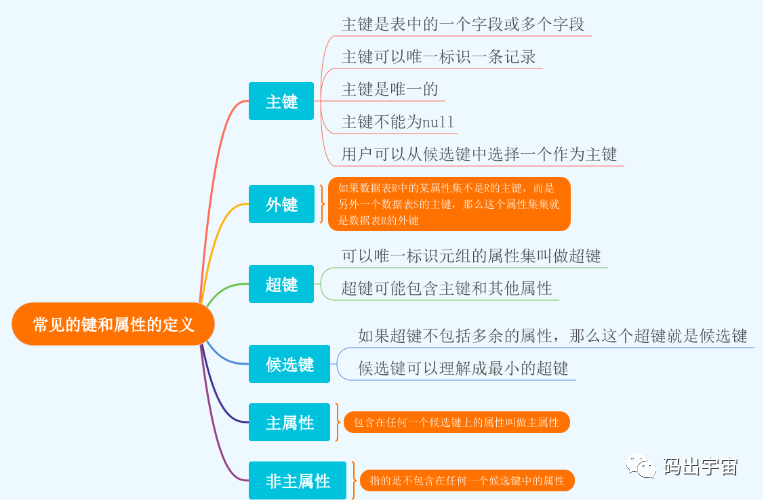 常见的键和属性的定义
主键
主键是表中的一个字段或多个字段
主键可以唯一标识一条记录
主键是唯一的
主键不能为null
用户可以从候选键中选择一个作为主键
外键
如果数据表R中的某属性集不是R的主键，而是
另外一个数据表S的主键，那么这个属性集集就
是数据表R的外键
超键
可以唯一标识元组的属性集叫做超键
超键可能包含主键和其他属性
候选键
如果超键不包括多余的属性，那么这个超键就是候选键
候选键可以理解成最小的超键
主属性
包含在任何一个候选键上的属性叫做主属性
非主属性
指的是不包含在任何一个候选键中的属性
码出宇宙